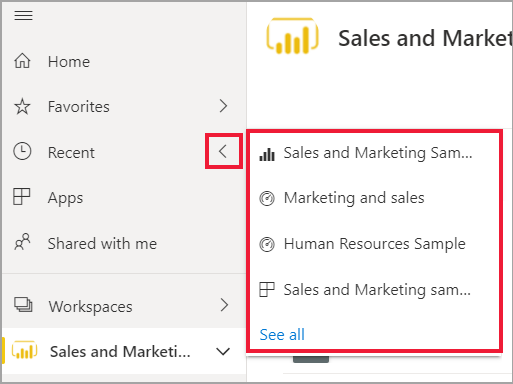 Sales and Market
Home
Favorites
Recent
Apps
Shared with me
Workspaces
Sales and Marketi...
Sales and Marketing Sam...
Marketing and sales
Human Resources Sample
Sales and Marketing sam...
See all